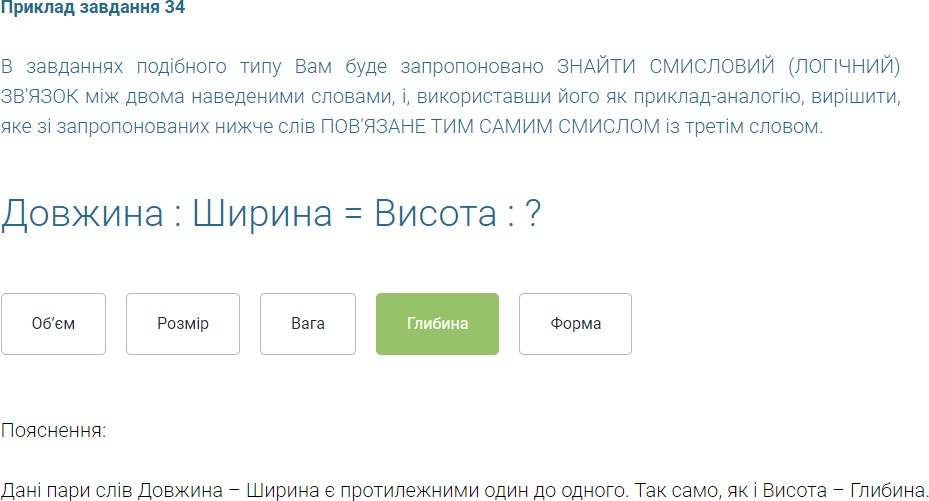 Приклад завдання 34
В завданнях подібного типу Вам буде запропоновано ЗНАЙТИ СМИСЛОВИЙ (ЛОГІЧНИЙ)
ЗВ'ЯЗОК між двома наведеними словами, і, використавши його як приклад-аналогію, вирішити,
яке зі запропонованих нижче слів ПОВ'ЯЗАНЕ ТИМ САМИМ СМИСЛОМ із третім словом.
Довжина : Ширина = Висота : ?
Об’єм Розмір Вага Глибина Форма
Пояснення:
Дані пари слів Довжина – Ширина є протилежними один до одного. Так само, як і Висота – Глибина.